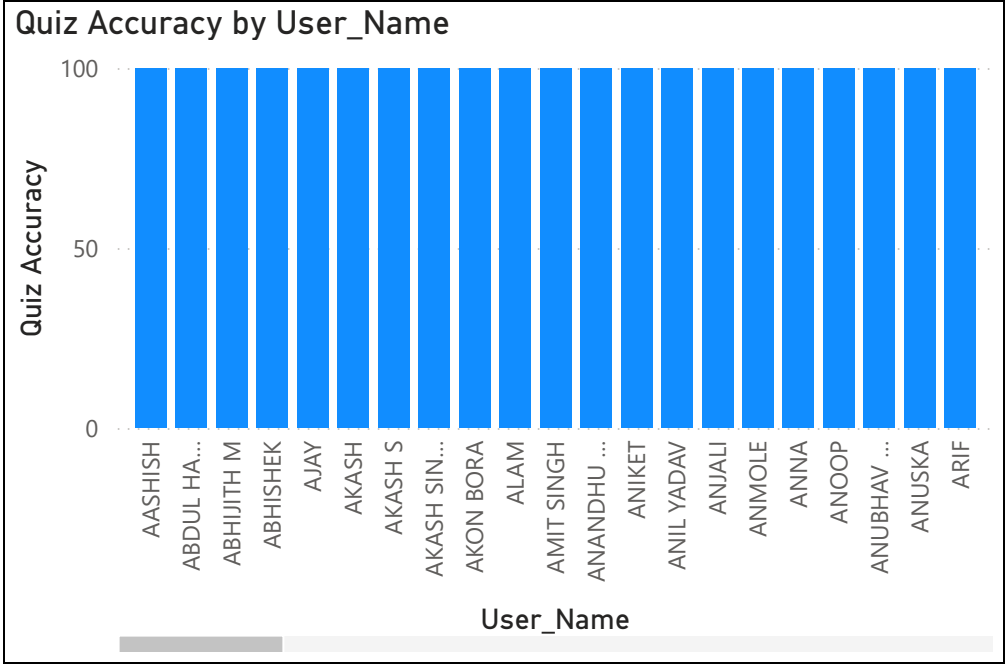 Quiz Accuracy by User_Name
100
50
0
Quiz Accuracy
AASHISH
ABDUL HA...
ABHIJITH M
ABHISHEK
AJAY
AKASH
AKASH S
AKASH SIN...
AKON BORA
ALAM
AMIT SINGH
ANANDHU ...
ANIKET
ANIL YADAV
ANJALI
ANMOLE
ANNA
ANOOP
ANUBHAV ...
ANUSKA
ARIF
User_Name